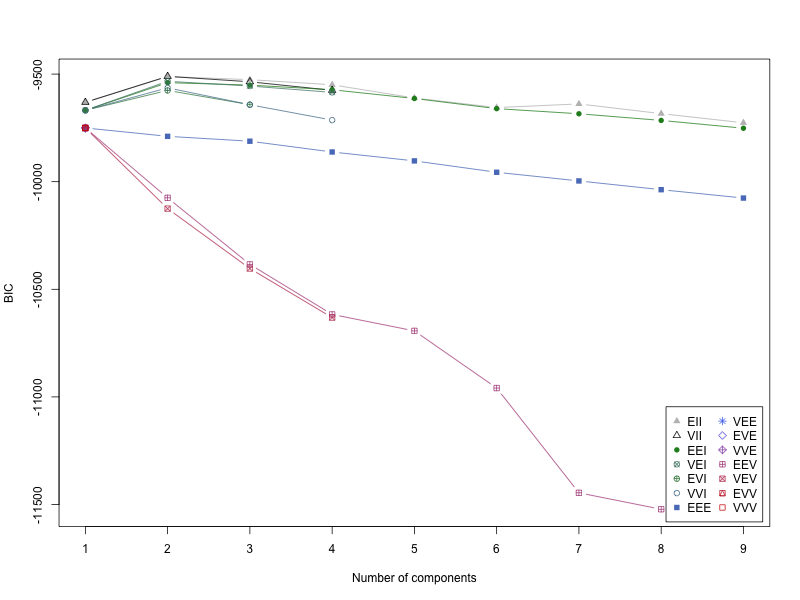 BIC
-9500
-10000
-10500
-11000
-11500
EII VEE
VII EVE
EEI VVE
VEI EEV
EVI VEV
VVI EVV
EEE VVV
1 2 3 4 5 6 7 8 9
Number of components